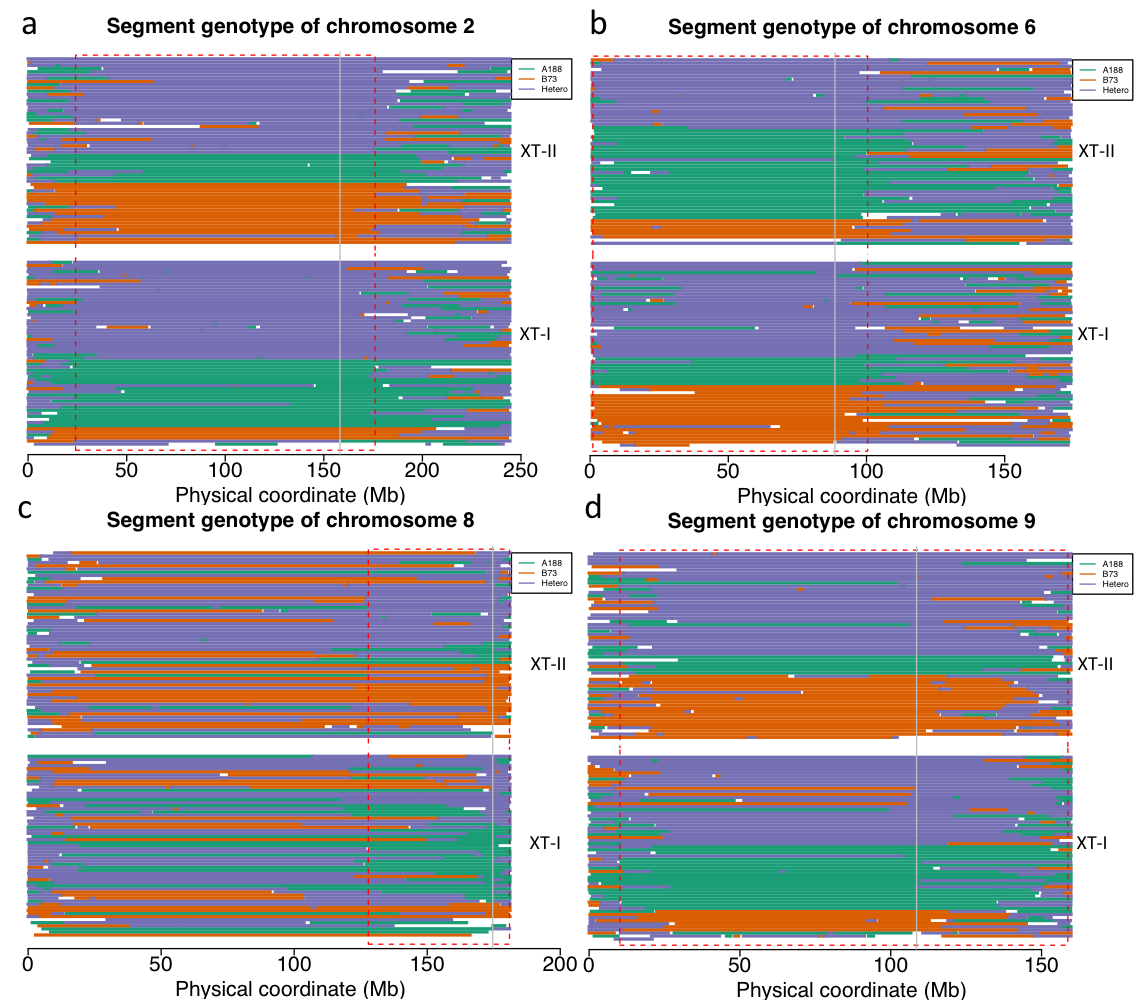 a
Segment genotype of chromosome 2
A188
B73
Hetero
XT-II
XT-I
0 50 100 150 200 250
Physical coordinate (Mb)
b
Segment genotype of chromosome 6
A188
B73
Hetero
XT-II
XT-I
0 50 100 150
Physical coordinate (Mb)
c
Segment genotype of chromosome 8
A188
B73
Hetero
XT-II
XT-I
0 50 100 150 200
Physical coordinate (Mb)
d
Segment genotype of chromosome 9
A188
B73
Hetero
XT-II
XT-I
0 50 100 150
Physical coordinate (Mb)